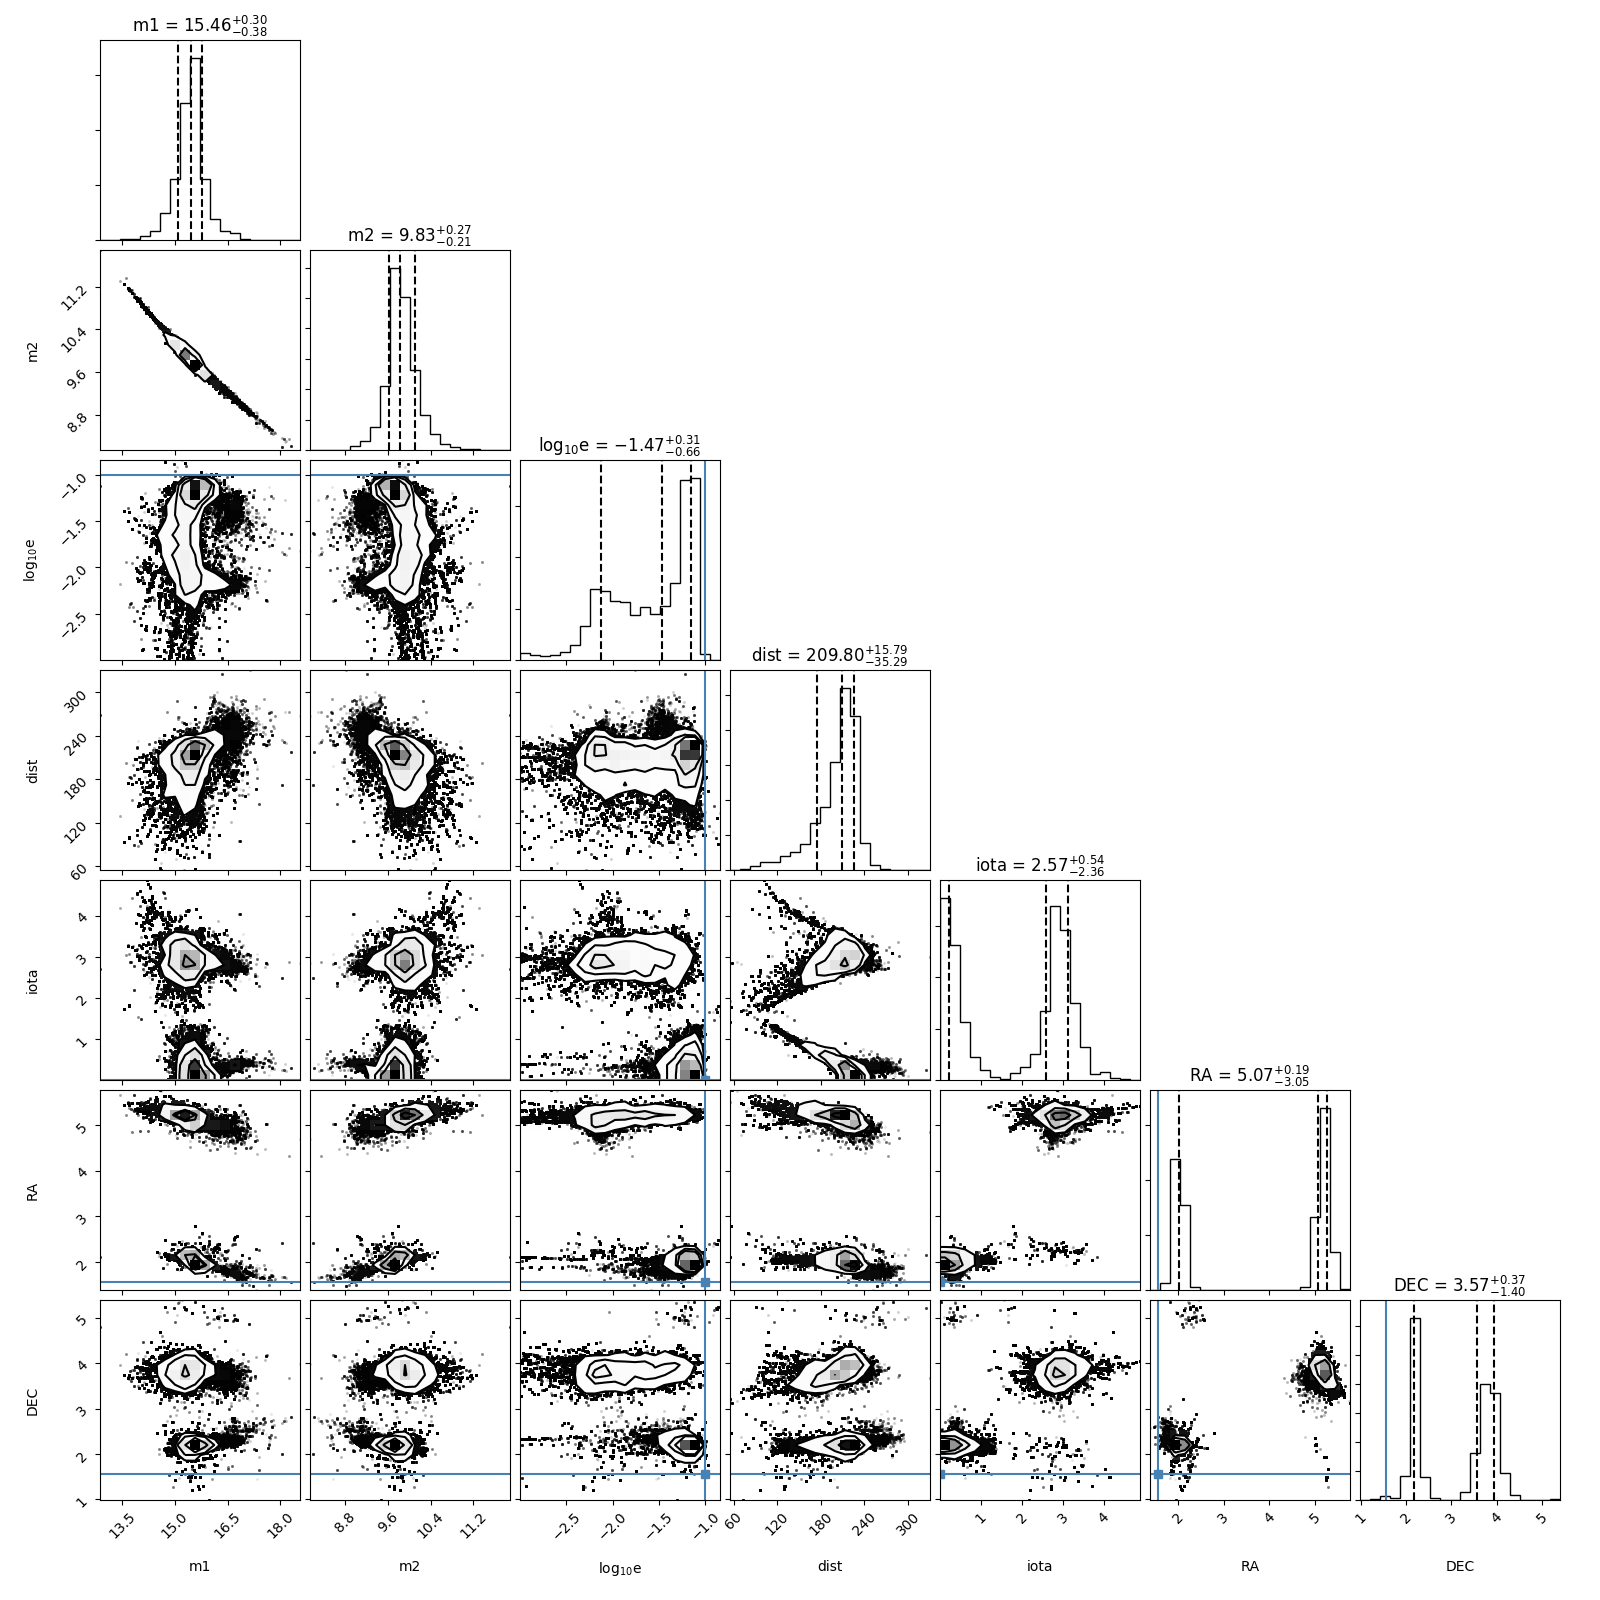 m1 = 15.46+0.30−0.38
m2 = 9.83+0.27−0.21
m2
11.2
10.4
9.6
8.8
log10e = −1.47+0.31−0.66
log10e
−1.0
−1.5
−2.0
−2.5
dist = 209.80+15.79−35.29
dist
300
240
180
120
60
iota = 2.57+0.54−2.36
iota
4
3
2
1
RA = 5.07+0.19−3.05
RA
5
4
3
2
DEC = 3.57+0.37−1.40
DEC
5
4
3
2
1
13.5 15.0 16.5 18.0 8.8 9.6 10.4 11.2 −2.5 −2.0 −1.5 −1.0 60 120 180 240 300 1 2 3 4 2 3 4 5 1 2 3 4 5
m1 m2 log10e dist iota RA DEC